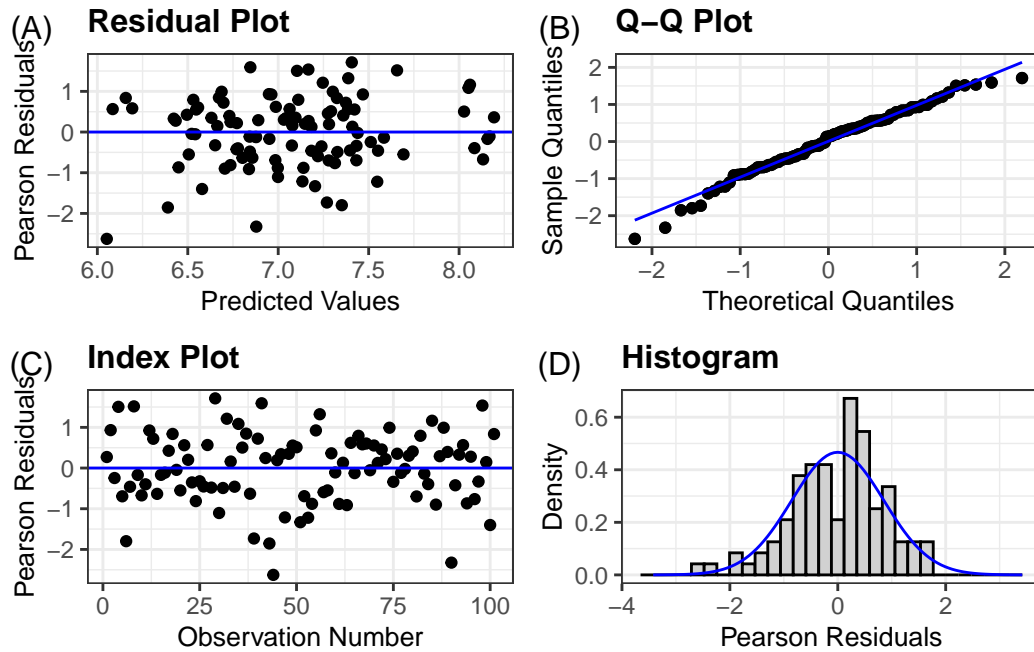 (A) Residual Plot
Pearson Residuals
1
0
−1
−2
6.0 6.5 7.0 7.5 8.0
Predicted Values
(B) Q−Q Plot
Sample Quantiles
2
1
0
−1
−2
−2 −1 0 1 2
Theoretical Quantiles
(C) Index Plot
Pearson Residuals
1
0
−1
−2
0 25 50 75 100
Observation Number
(D) Histogram
Density
0.6
0.4
0.2
0.0
−4 −2 0 2
Pearson Residuals